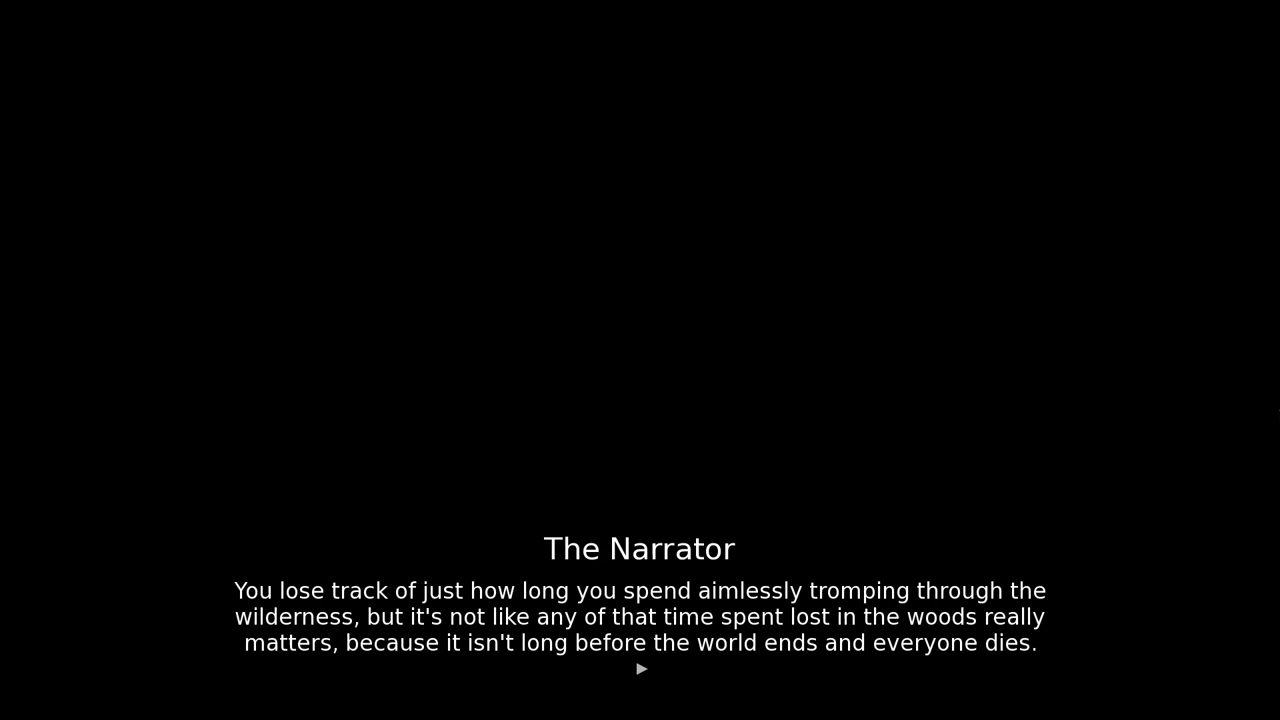 The Narrator
You lose track of just how long you spend aimlessly tromping through the
wilderness, but it's not like any of that time spent lost in the woods really
matters, because it isn't long before the world ends and everyone dies.